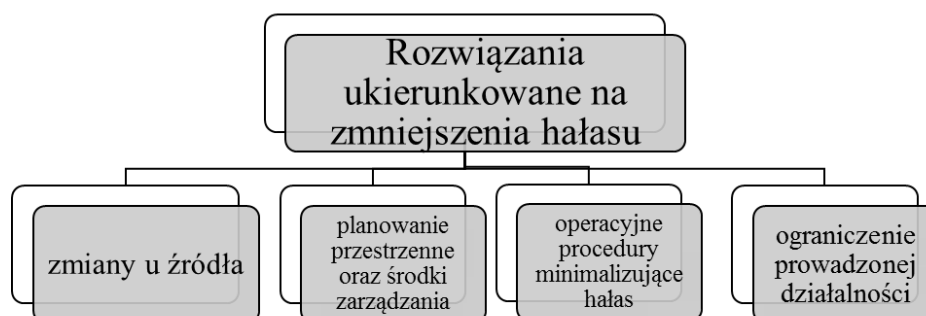 Rozwiązania
ukierunkowane na
zmniejszenia hałasu
zmiany u źródła
planowanie
przestrzenne
oraz środki
zarządzania
operacyjne
procedury
minimalizujące
hałas
ograniczenie
prowadzonej
działalności